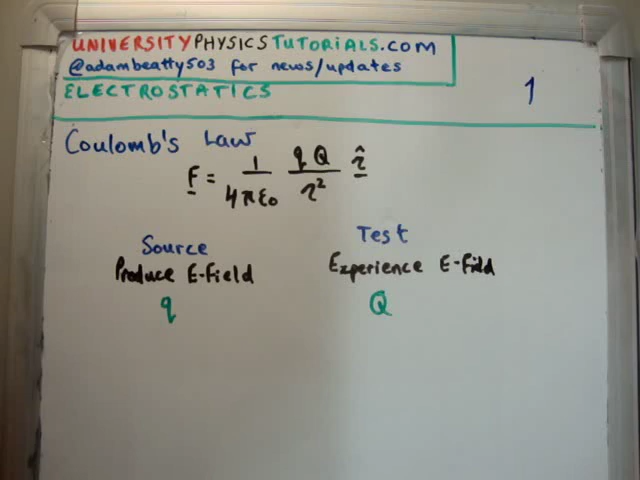 UNIVERSITYPHYSICSTUTORIALS.COM
@adambeatty503 for news/updates
ELECTROSTATICS 1
Coulomb's Law
F = 1/4πε₀ qQ/𝓇² 𝓇̂
Source Test
Produce E-Field Experience E-Field
q Q